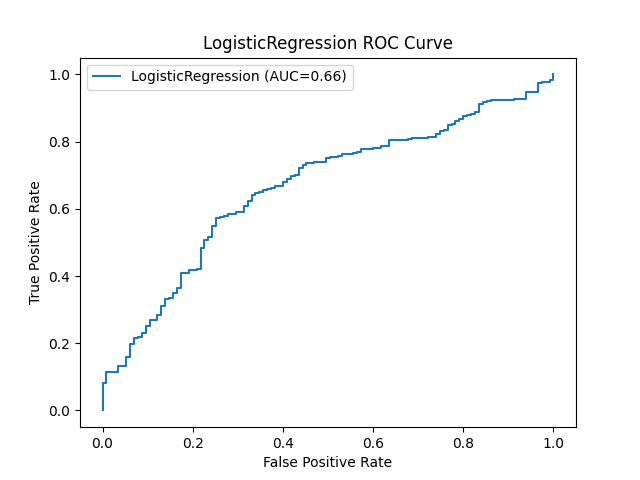 LogisticRegression ROC Curve
LogisticRegression (AUC=0.66)
1.0
0.8
0.6
0.4
0.2
0.0
True Positive Rate
0.0 0.2 0.4 0.6 0.8 1.0
False Positive Rate